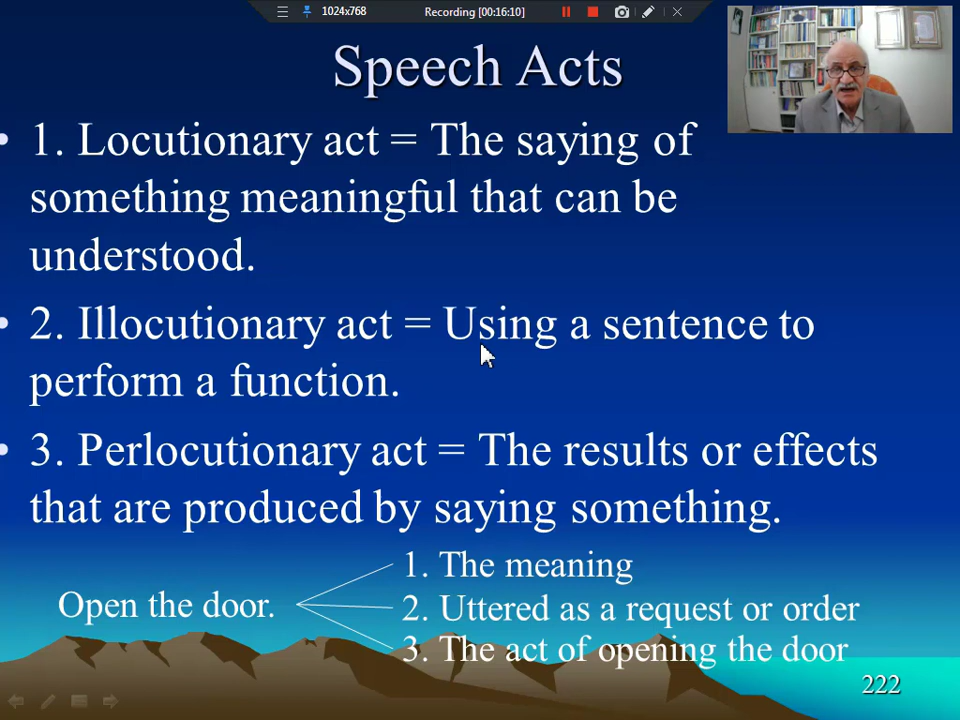 1024x768 Recording [00:16:10]
Speech Acts
• 1. Locutionary act = The saying of
something meaningful that can be
understood.
• 2. Illocutionary act = Using a sentence to
perform a function.
• 3. Perlocutionary act = The results or effects
that are produced by saying something.
Open the door.
1. The meaning
2. Uttered as a request or order
3. The act of opening the door
222